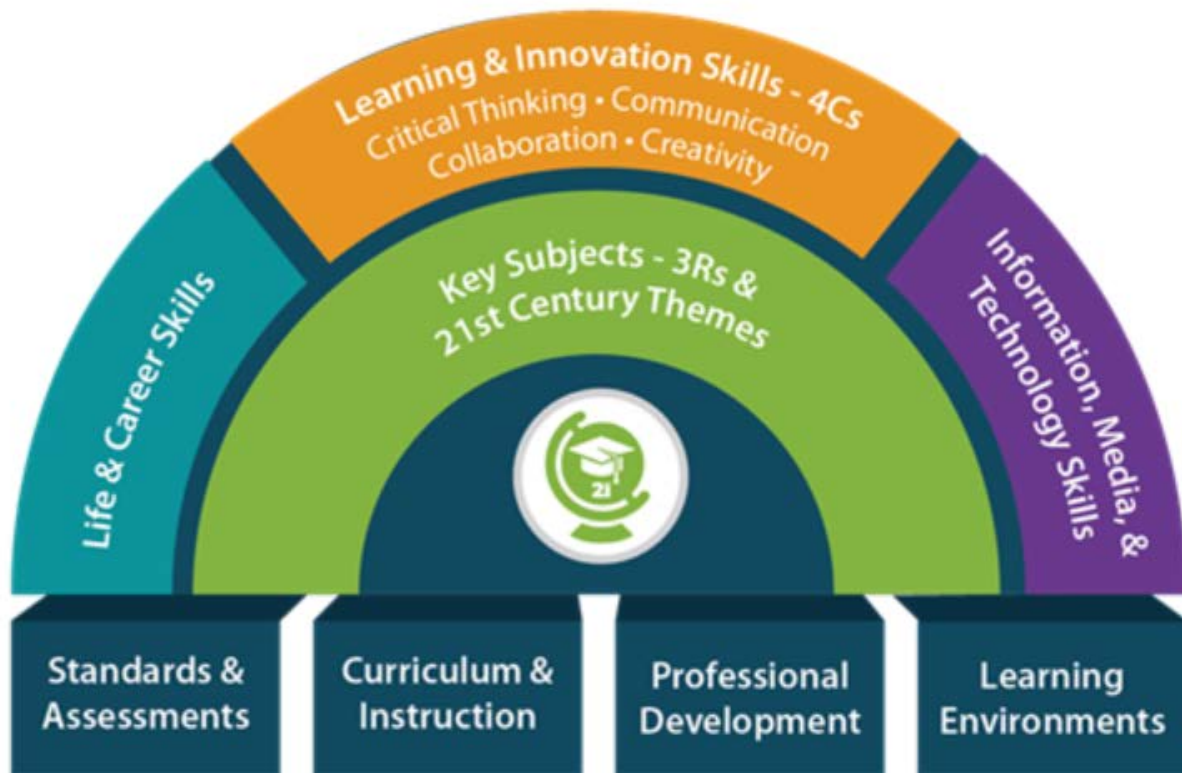 Learning & Innovation Skills - 4Cs
Critical Thinking • Communication
Collaboration • Creativity
Life & Career Skills
Key Subjects - 3Rs &
21st Century Themes
Information, Media, &
Technology Skills
21
Standards &
Assessments
Curriculum &
Instruction
Professional
Development
Learning
Environments